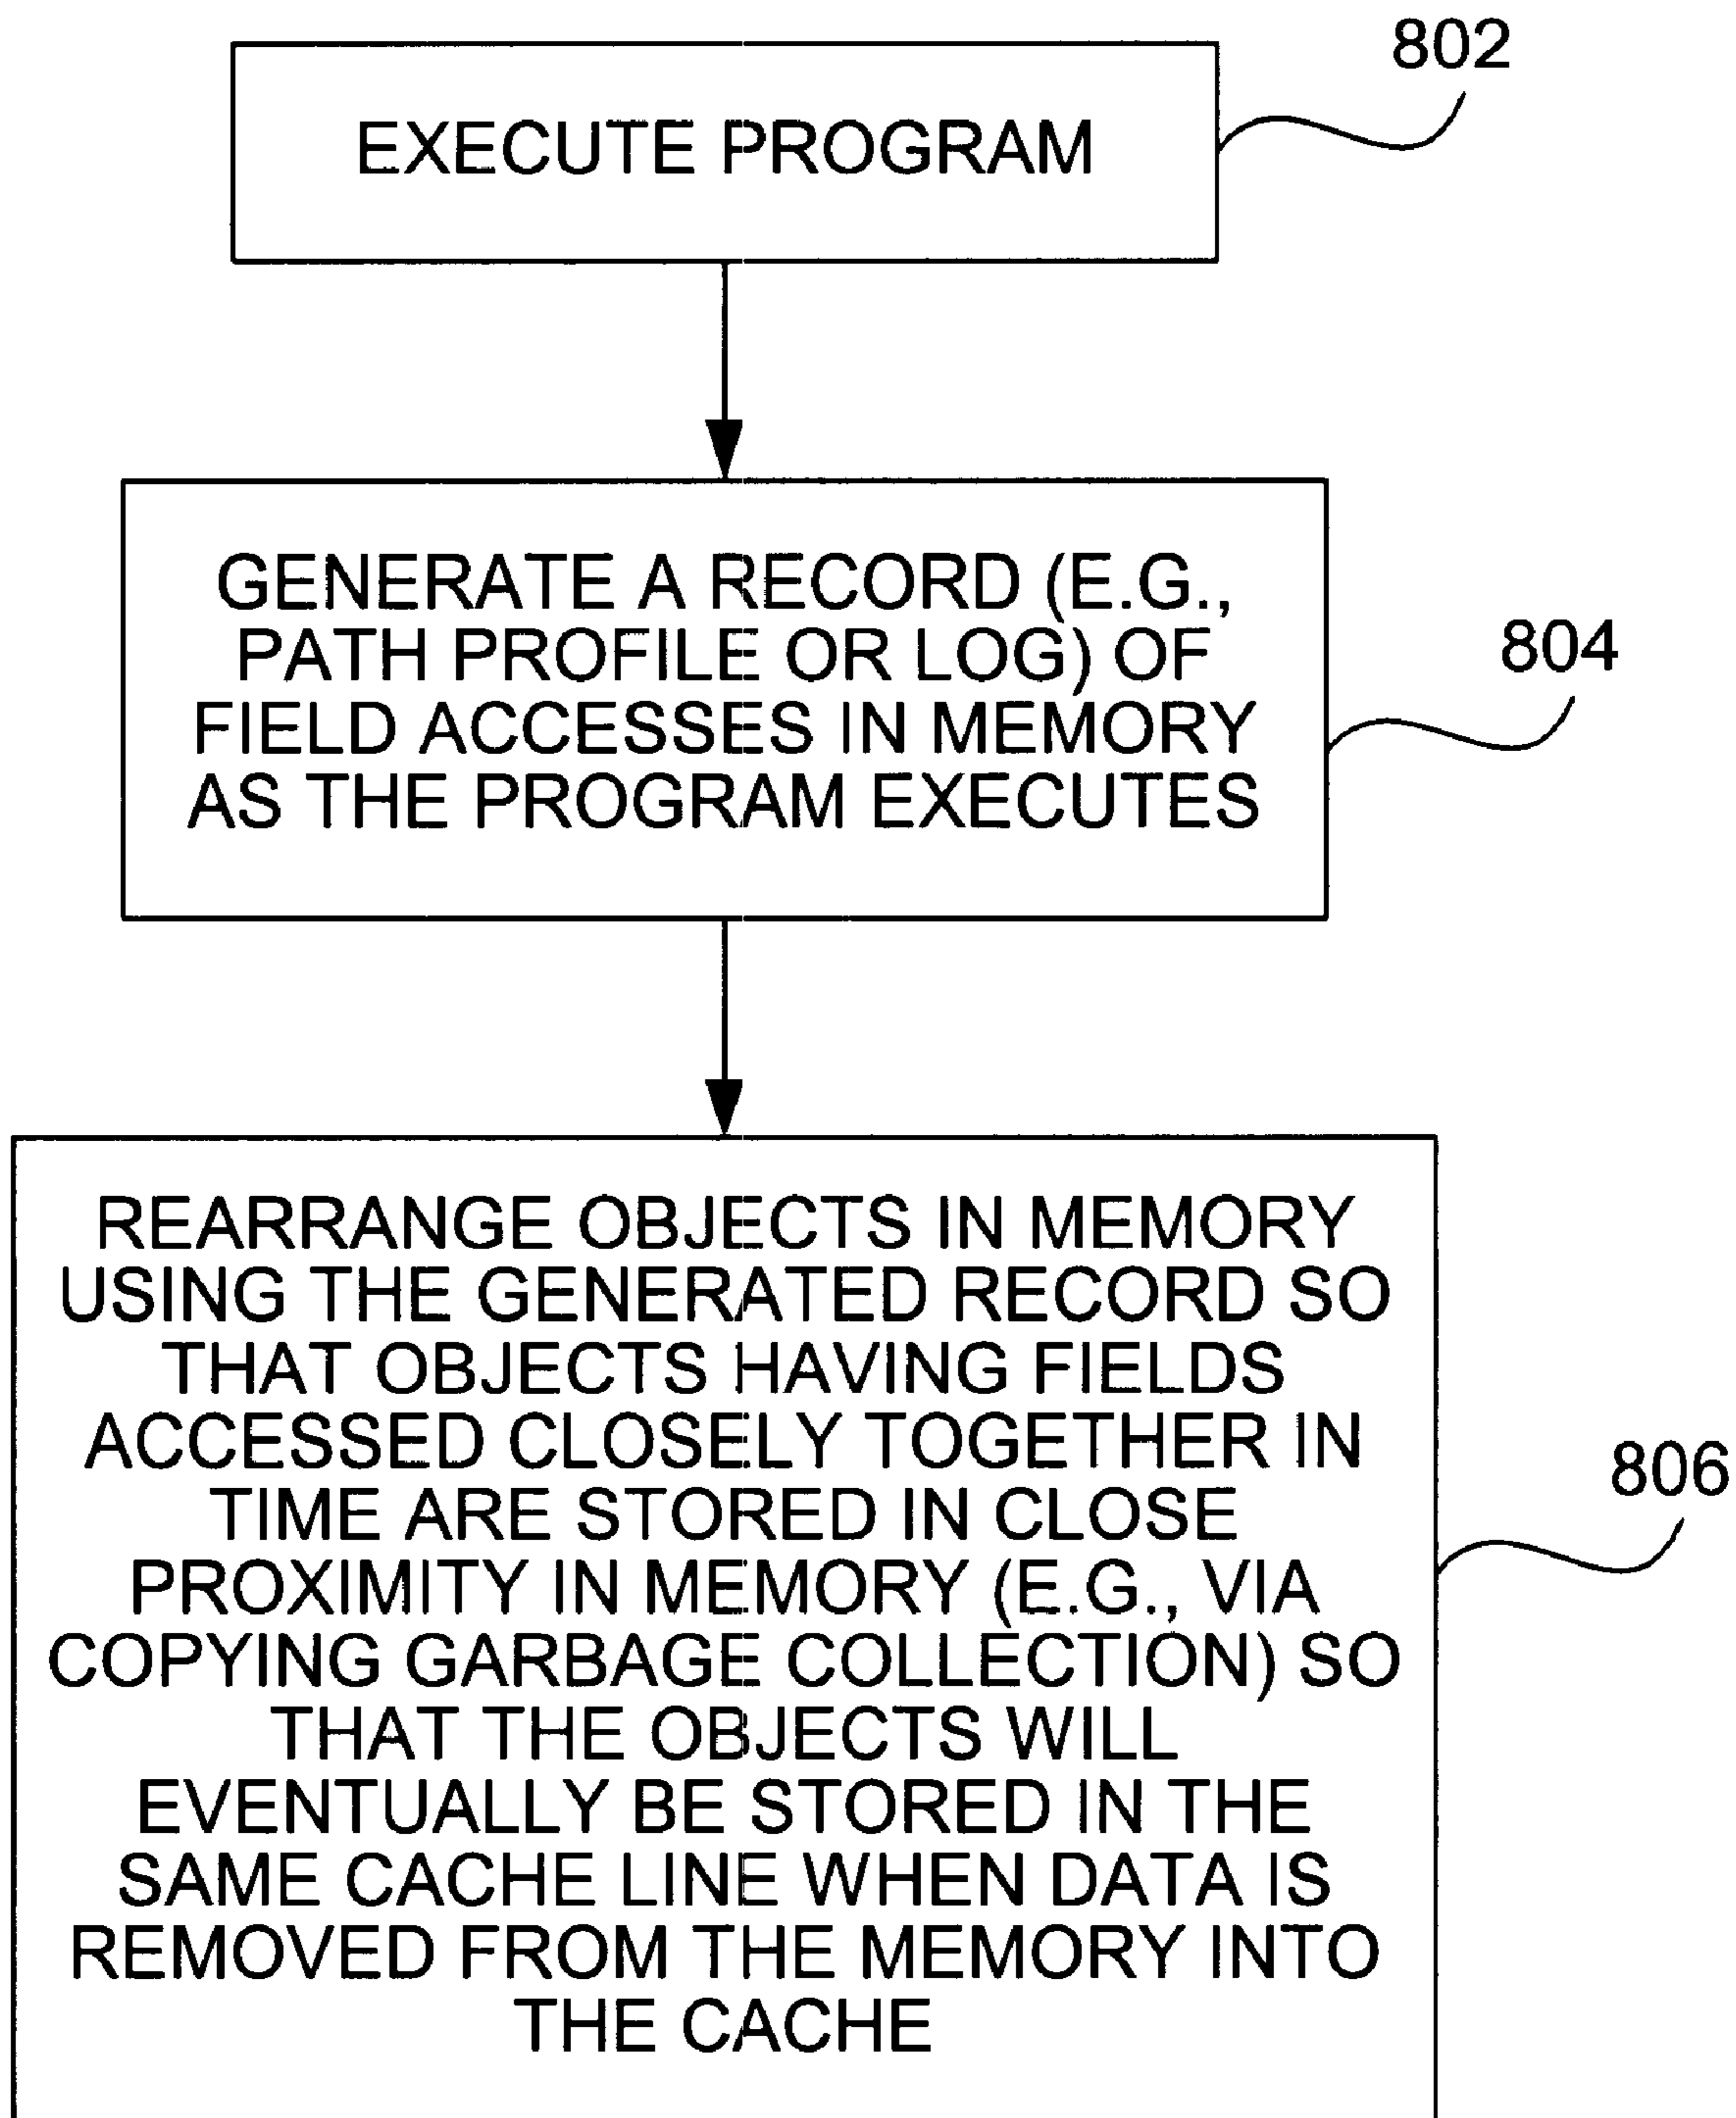 802
EXECUTE PROGRAM
GENERATE A RECORD (E.G.,
PATH PROFILE OR LOG) OF
FIELD ACCESSES IN MEMORY
AS THE PROGRAM EXECUTES
804
REARRANGE OBJECTS IN MEMORY
USING THE GENERATED RECORD SO
THAT OBJECTS HAVING FIELDS
ACCESSED CLOSELY TOGETHER IN
TIME ARE STORED IN CLOSE
PROXIMITY IN MEMORY (E.G., VIA
COPYING GARBAGE COLLECTION) SO
THAT THE OBJECTS WILL
EVENTUALLY BE STORED IN THE
SAME CACHE LINE WHEN DATA IS
REMOVED FROM THE MEMORY INTO
THE CACHE
806